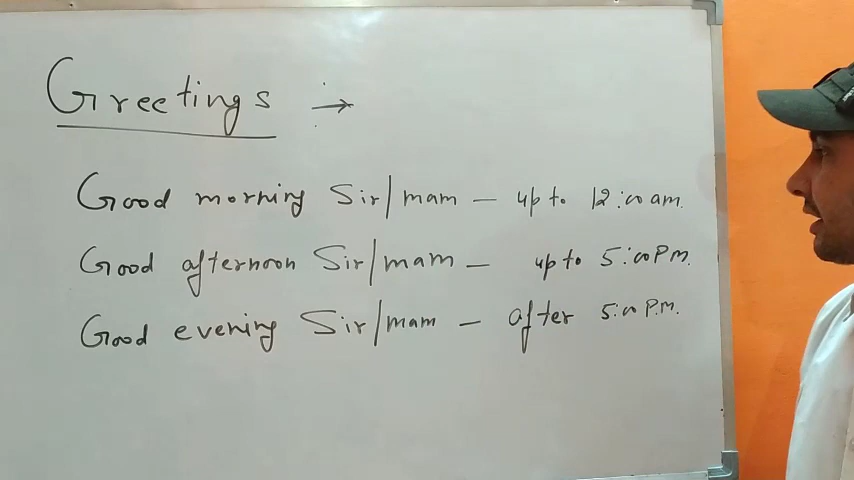 Greetings →
Good morning Sir/mam – up to 12:00 am.
Good afternoon Sir/mam – up to 5:00 P.M.
Good evening Sir/mam – after 5:00 P.M.